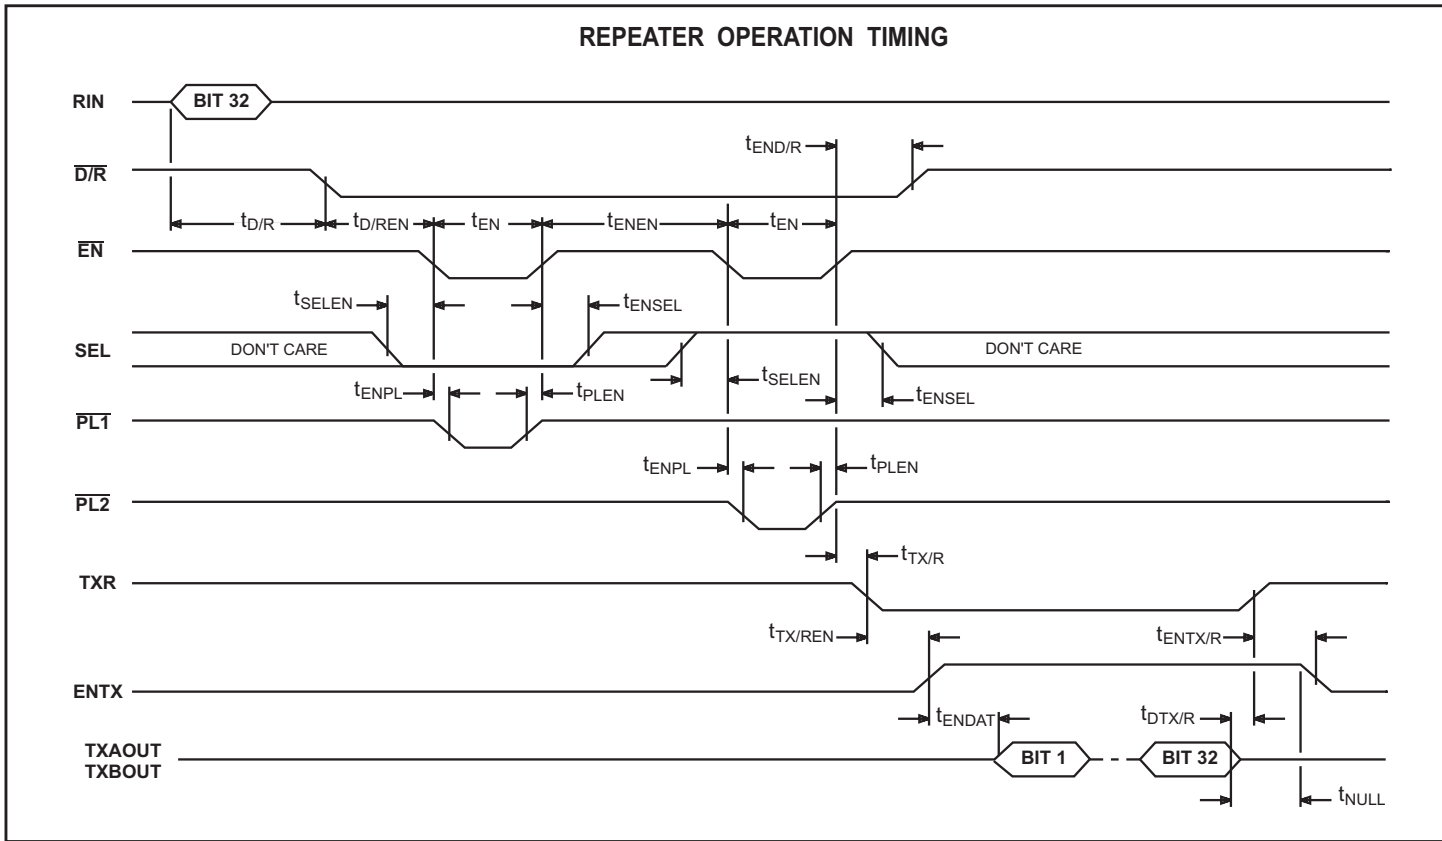 REPEATER OPERATION TIMING
RIN
BIT 32
tEND/R
D/R
tD/R
tD/REN
tEN
tENEN
tEN
EN
tSELEN
tENSEL
SEL
DON'T CARE
DON'T CARE
tENPL
tPLEN
tSELEN
tENSEL
PL1
tENPL
tPLEN
PL2
tTX/R
TXR
tTX/REN
tENTX/R
ENTX
tENDAT
tDTX/R
TXAOUT
TXBOUT
BIT 1
BIT 32
tNULL